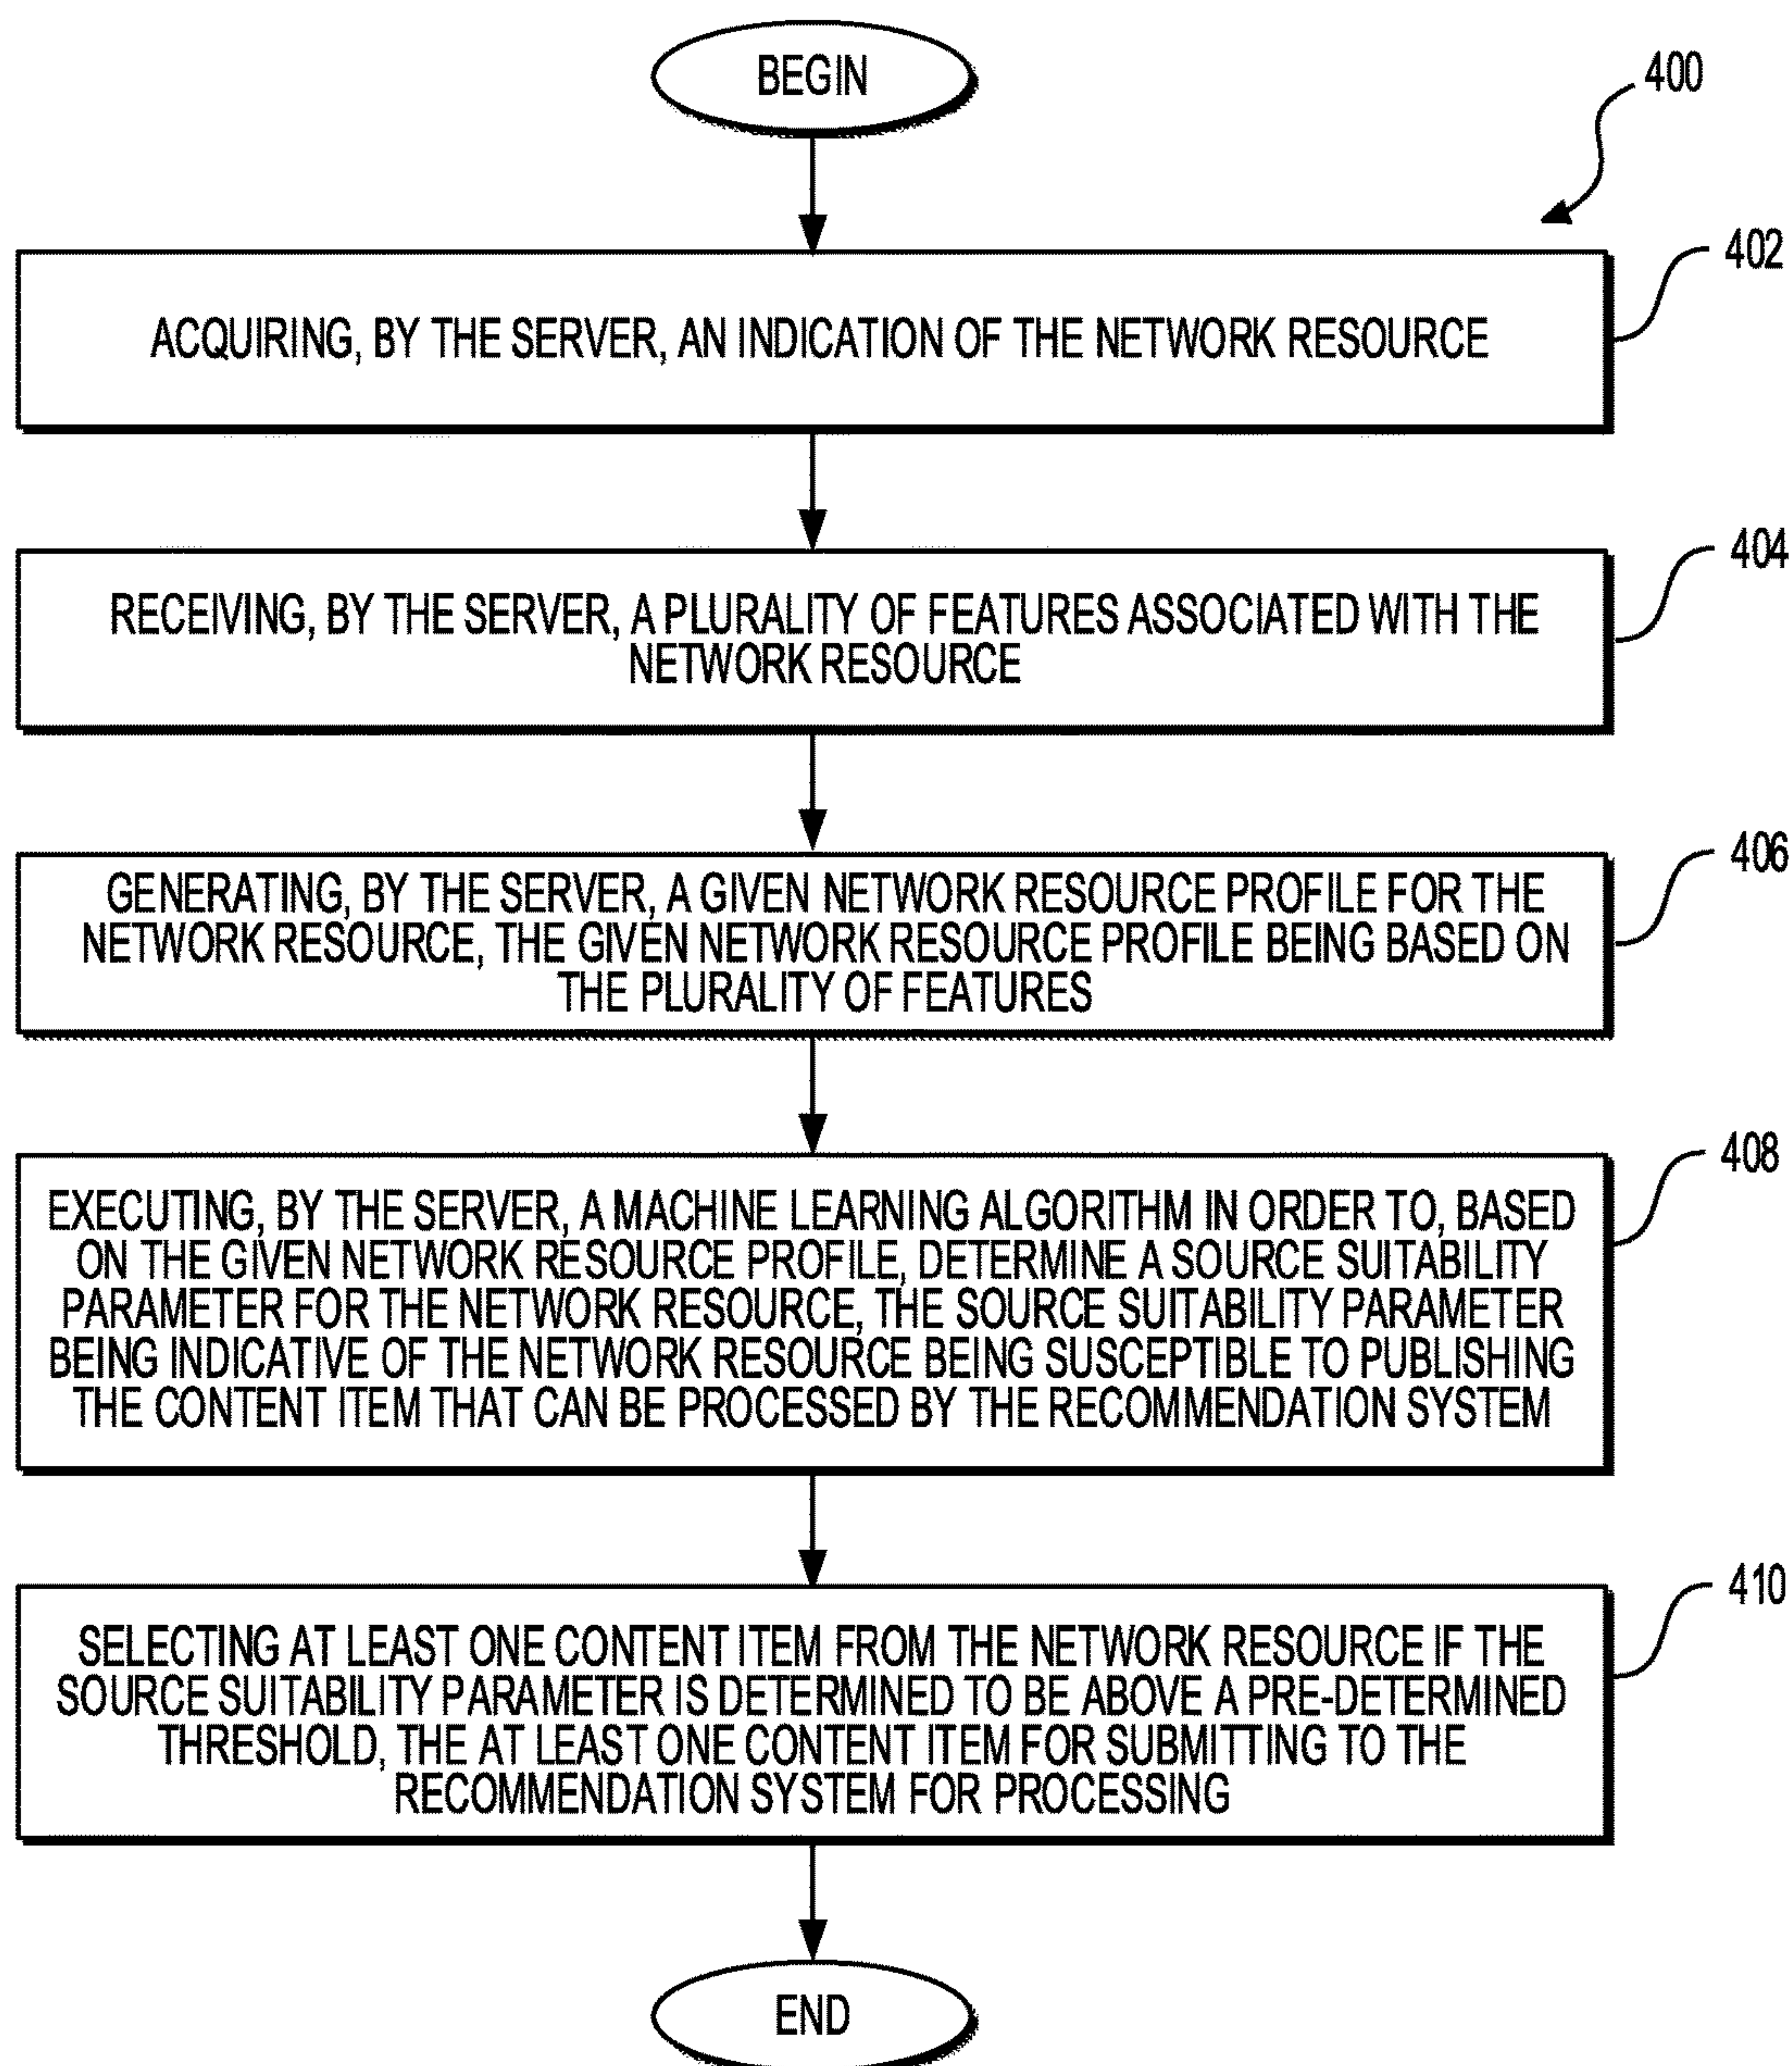 BEGIN
400
402
ACQUIRING, BY THE SERVER, AN INDICATION OF THE NETWORK RESOURCE
404
RECEIVING, BY THE SERVER, A PLURALITY OF FEATURES ASSOCIATED WITH THE
NETWORK RESOURCE
406
GENERATING, BY THE SERVER, A GIVEN NETWORK RESOURCE PROFILE FOR THE
NETWORK RESOURCE, THE GIVEN NETWORK RESOURCE PROFILE BEING BASED ON
THE PLURALITY OF FEATURES
408
EXECUTING, BY THE SERVER, A MACHINE LEARNING ALGORITHM IN ORDER TO, BASED
ON THE GIVEN NETWORK RESOURCE PROFILE, DETERMINE A SOURCE SUITABILITY
PARAMETER FOR THE NETWORK RESOURCE, THE SOURCE SUITABILITY PARAMETER
BEING INDICATIVE OF THE NETWORK RESOURCE BEING SUSCEPTIBLE TO PUBLISHING
THE CONTENT ITEM THAT CAN BE PROCESSED BY THE RECOMMENDATION SYSTEM
410
SELECTING AT LEAST ONE CONTENT ITEM FROM THE NETWORK RESOURCE IF THE
SOURCE SUITABILITY PARAMETER IS DETERMINED TO BE ABOVE A PRE-DETERMINED
THRESHOLD, THE AT LEAST ONE CONTENT ITEM FOR SUBMITTING TO THE
RECOMMENDATION SYSTEM FOR PROCESSING
END